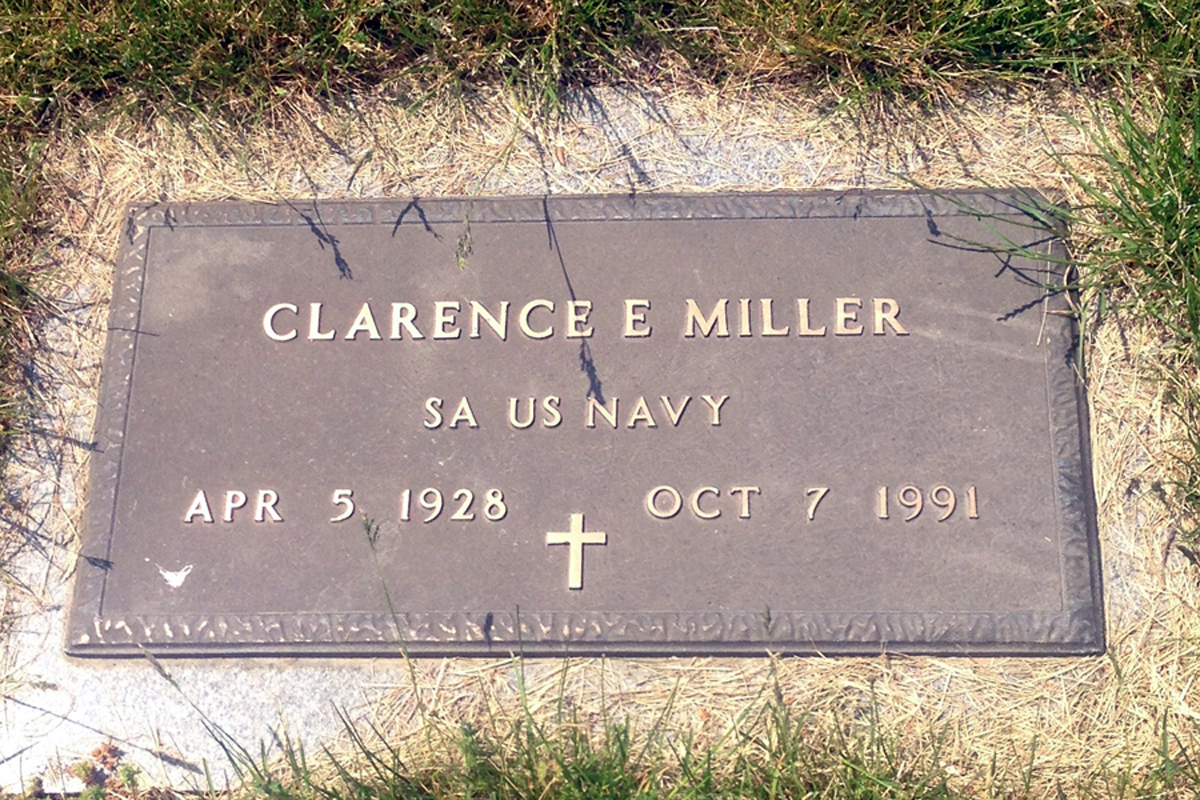 CLARENCE E MILLER
SA US NAVY
APR 5 1928 OCT 7 1991